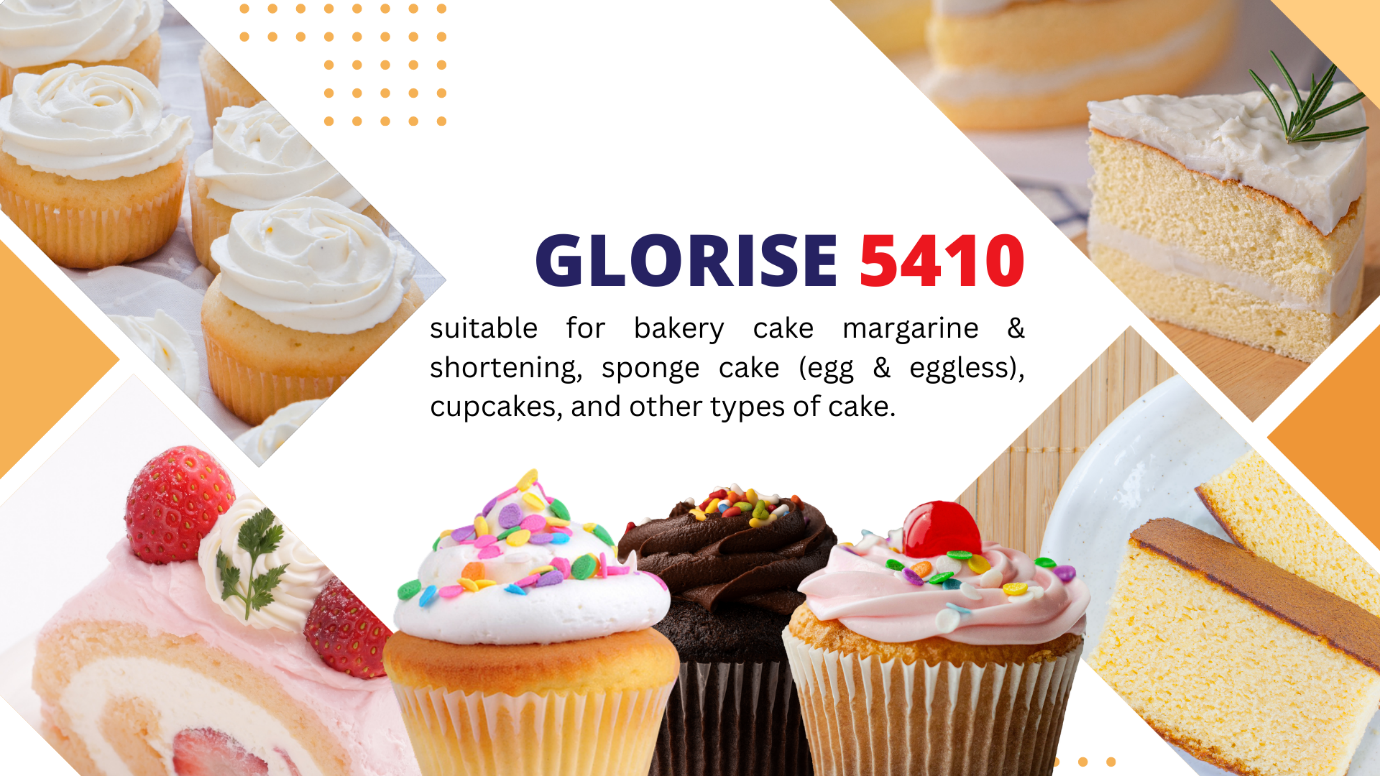 GLORISE 5410
suitable for bakery cake margarine &
shortening, sponge cake (egg & eggless),
cupcakes, and other types of cake.